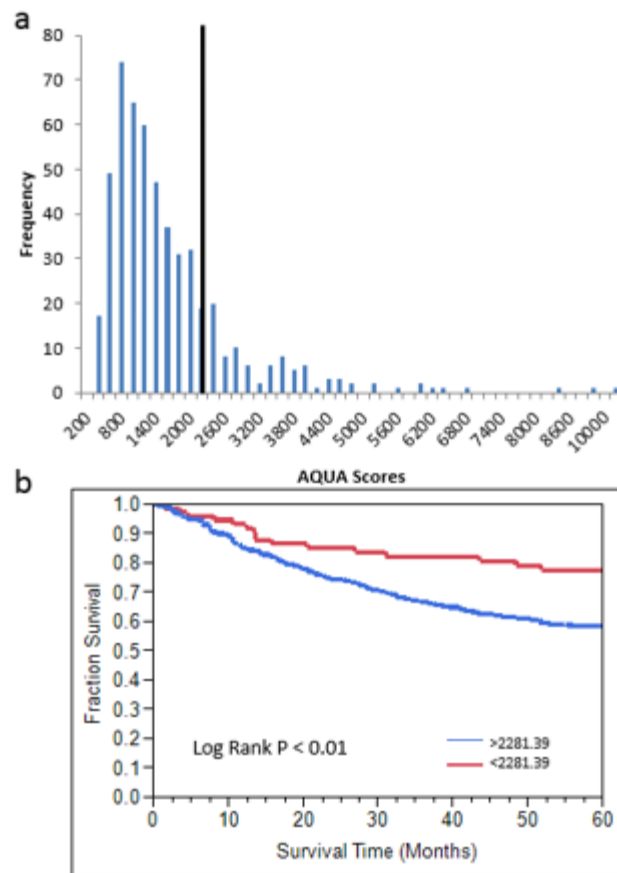 a
80
70
60
50
40
30
20
10
0
Frequency
200 800 1400 2000 2600 3200 3800 4400 5000 5600 6200 6800 7400 8000 8600 10000
AQUA Scores
b
1.0
0.9
0.8
0.7
0.6
0.5
0.4
0.3
0.2
0.1
0.0
Fraction Survival
Log Rank P < 0.01
>2281.39
<2281.39
0 10 20 30 40 50 60
Survival Time (Months)